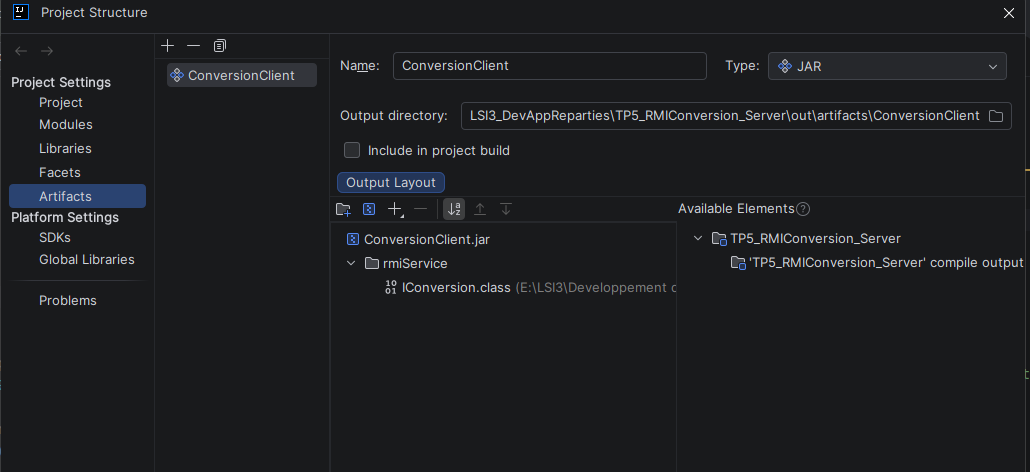 Project Structure
Project Settings
Project
Modules
Libraries
Facets
Artifacts
Platform Settings
SDKs
Global Libraries
Problems
ConversionClient
Name: ConversionClient
Type: JAR
Output directory: LSI3_DevAppReparties\TP5_RMIConversion_Server\out\artifacts\ConversionClient
Include in project build
Output Layout
ConversionClient.jar
rmiService
IConversion.class (E:\LSI3\Developpement
Available Elements
TP5_RMIConversion_Server
'TP5_RMIConversion_Server' compile output